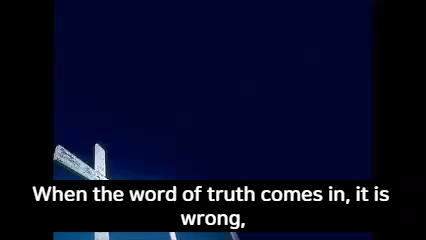 When the word of truth comes in, it is
wrong,